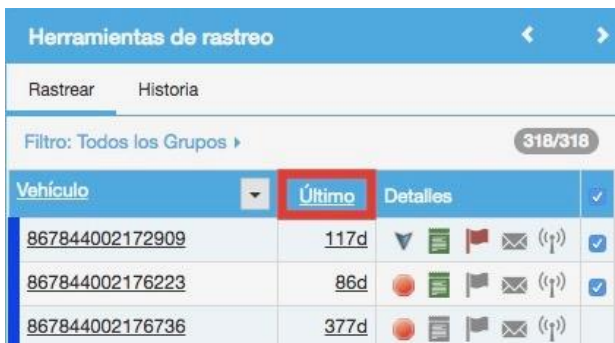 Herramientas de rastreo
Rastrear Historia
Filtro: Todos los Grupos 318/318
Vehículo Último Detalles
867844002172909 117d
867844002176223 86d
867844002176736 377d